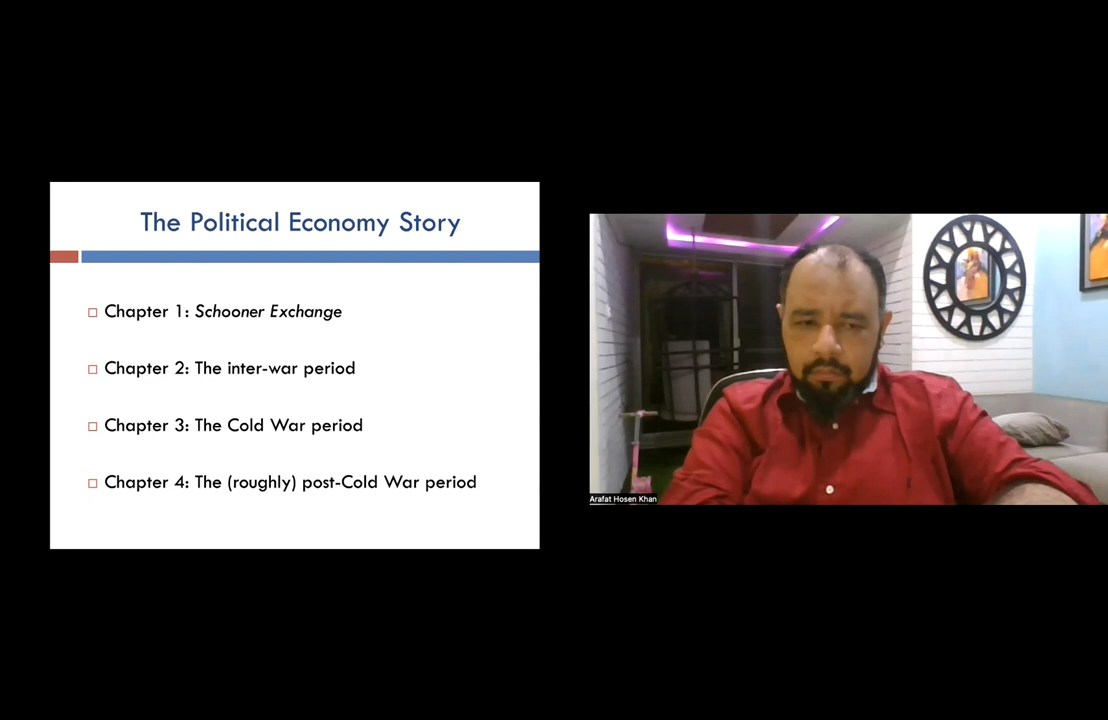 The Political Economy Story
Chapter 1: Schooner Exchange
Chapter 2: The inter-war period
Chapter 3: The Cold War period
Chapter 4: The (roughly) post-Cold War period
Arafat Hosen Khan